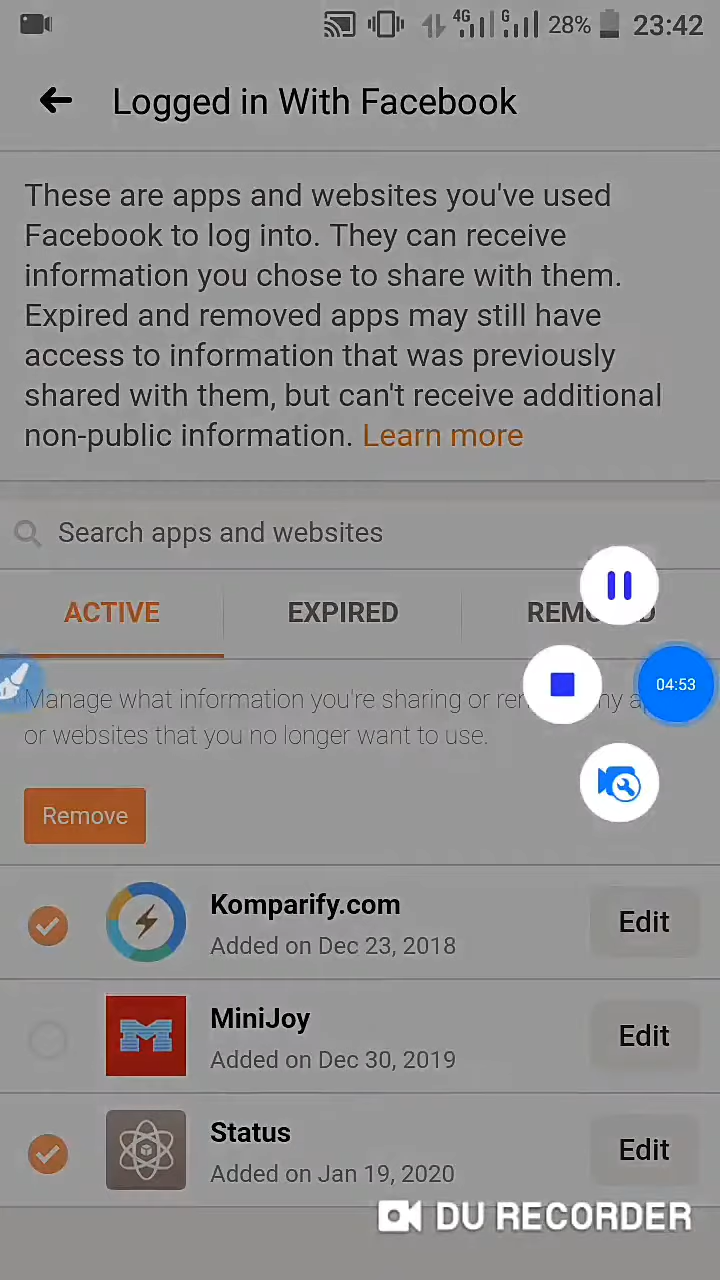 4G G 28% 23:42
Logged in With Facebook
These are apps and websites you've used
Facebook to log into. They can receive
information you chose to share with them.
Expired and removed apps may still have
access to information that was previously
shared with them, but can't receive additional
non-public information. Learn more
Search apps and websites
ACTIVE EXPIRED
04:53
Manage what information you're sharing or
or websites that you no longer want to use.
Remove
Komparify.com
Added on Dec 23, 2018
Edit
MiniJoy
Added on Dec 30, 2019
Edit
Status
Added on Jan 19, 2020
Edit
DU RECORDER